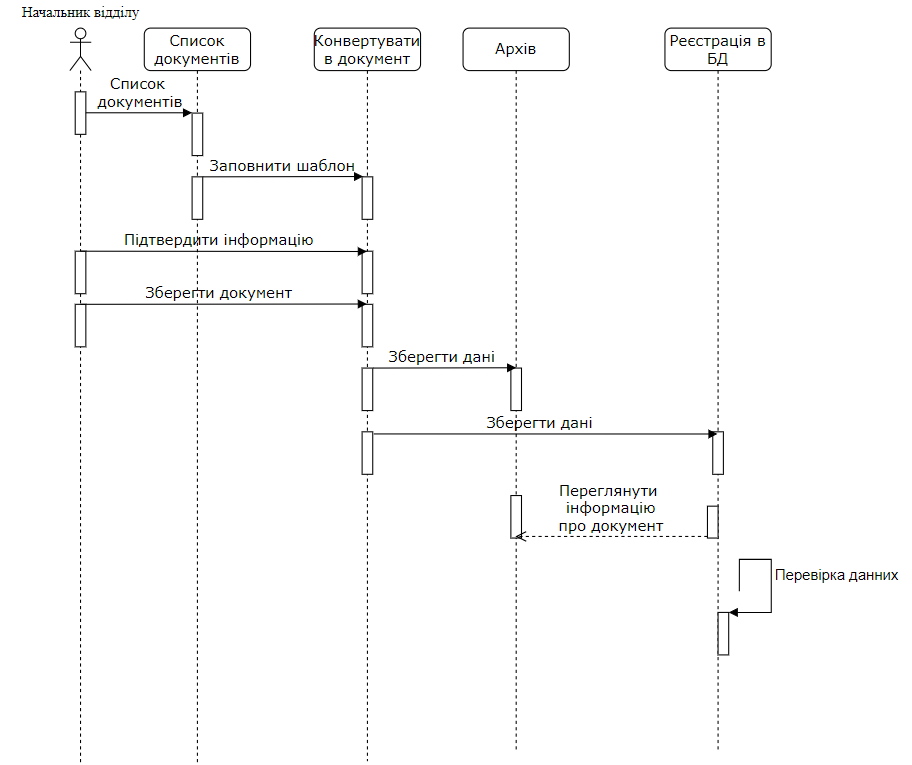 Начальник відділу
Список
документів
Конвертувати
в документ
Архів
Реєстрація в
БД
Список
документів
Заповнити шаблон
Підтвердити інформацію
Зберегти документ
Зберегти дані
Зберегти дані
Переглянути
інформацію
про документ
Перевірка данних